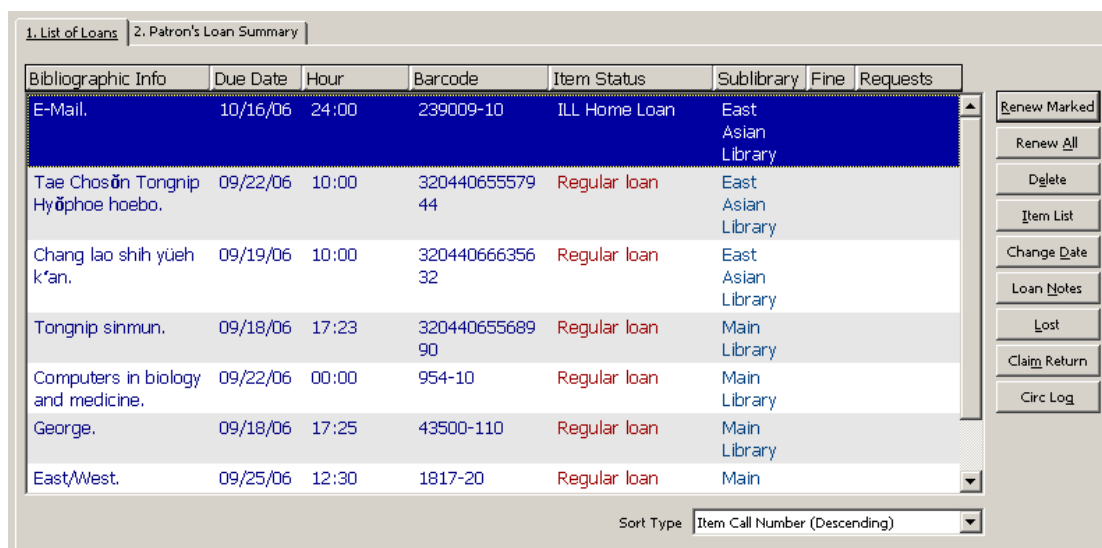 1. List of Loans 2. Patron's Loan Summary
Bibliographic Info Due Date Hour Barcode Item Status Sublibrary Fine Requests
E-Mail. 10/16/06 24:00 239009-10 ILL Home Loan East
Asian
Library
Tae Chosŏn Tongnip 09/22/06 10:00 320440655579 Regular loan East
Hyŏphoe hoebo. 44 Asian
Library
Chang lao shih yüeh 09/19/06 10:00 320440666356 Regular loan East
kʻan. 32 Asian
Library
Tongnip sinmun. 09/18/06 17:23 320440655689 Regular loan Main
90 Library
Computers in biology 09/22/06 00:00 954-10 Regular loan Main
and medicine. Library
George. 09/18/06 17:25 43500-110 Regular loan Main
Library
East/West. 09/25/06 12:30 1817-20 Regular loan Main
Renew Marked
Renew All
Delete
Item List
Change Date
Loan Notes
Lost
Claim Return
Circ Log
Sort Type Item Call Number (Descending)